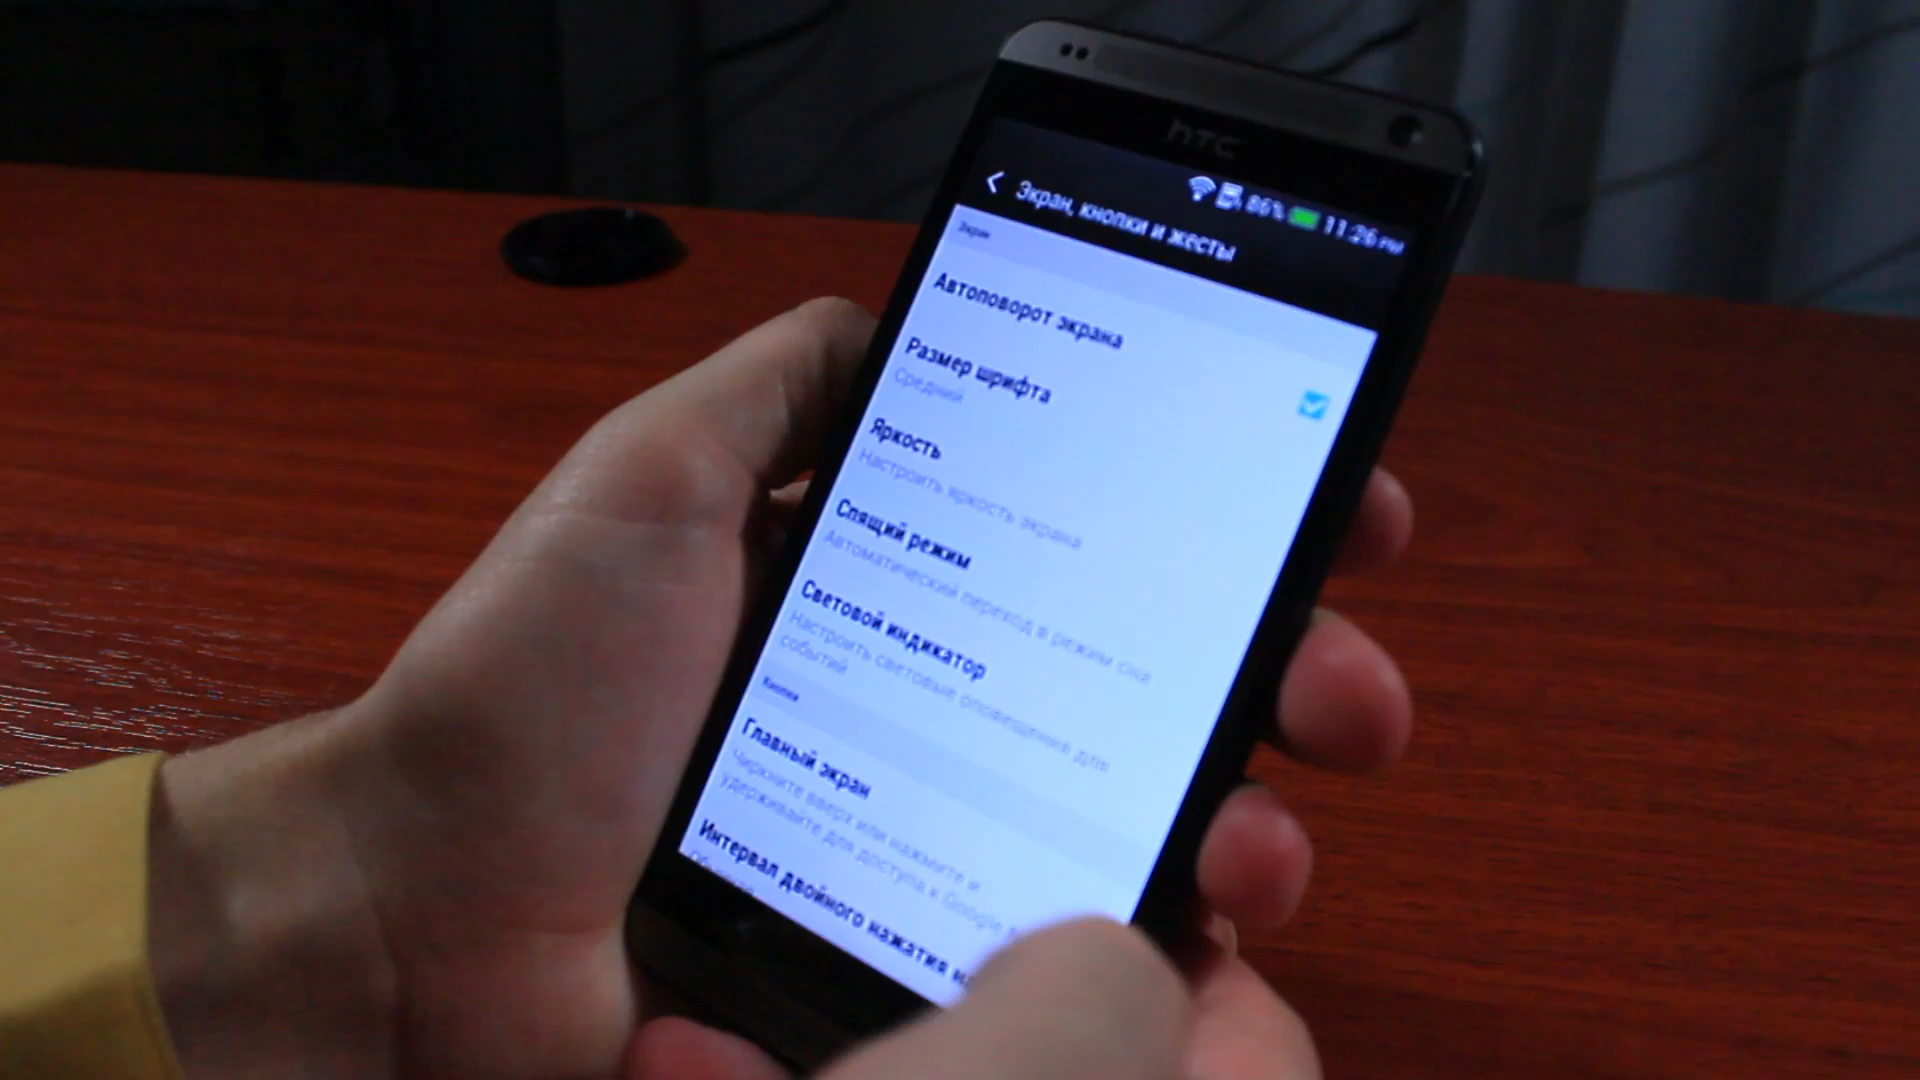 hTC
86% 11:26 PM
Экран, кнопки и жесты
Экран
Автоповорот экрана
Размер шрифта
Средний
Яркость
Настроить яркость экрана
Спящий режим
Автоматический переход в режим сна
Световой индикатор
Настроить световые оповещения для
событий
Кнопки
Главный экран
Чиркните вверх или нажмите и
удерживайте для доступа к Google
Интервал двойного нажатия